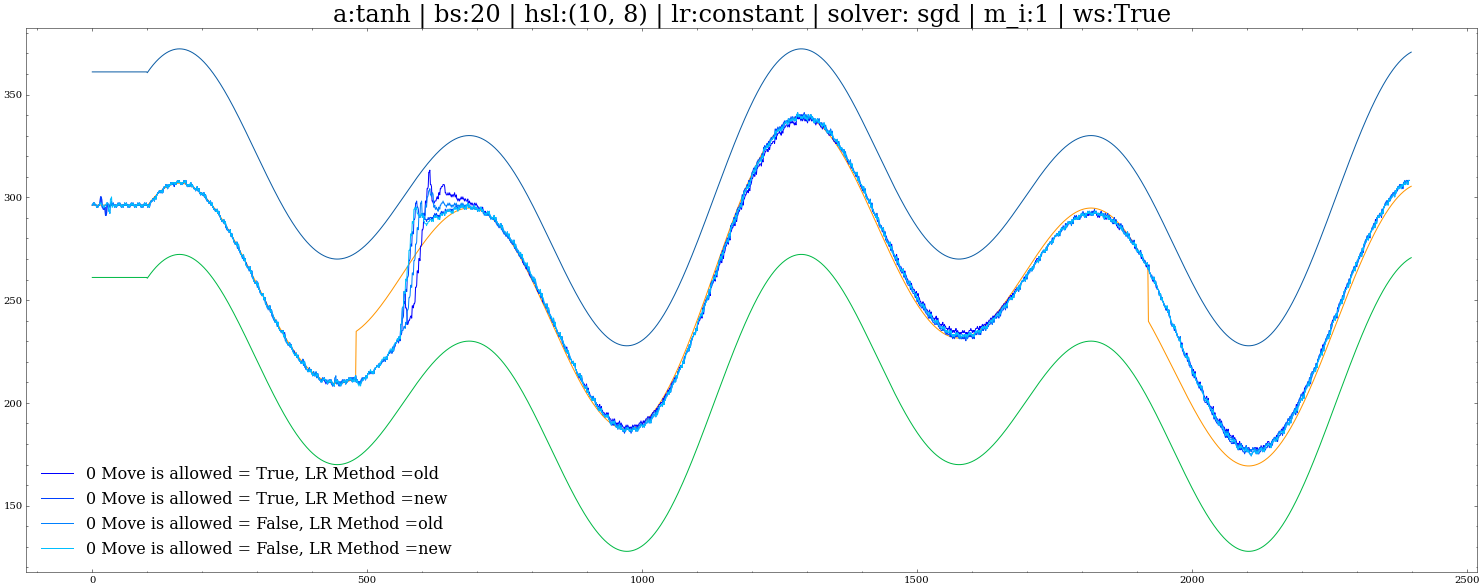 a:tanh | bs:20 | hsl:(10, 8) | lr:constant | solver: sgd | m_i:1 | ws:True
350
300
250
200
150
0 Move is allowed = True, LR Method =old
0 Move is allowed = True, LR Method =new
0 Move is allowed = False, LR Method =old
0 Move is allowed = False, LR Method =new
0 500 1000 1500 2000 2500